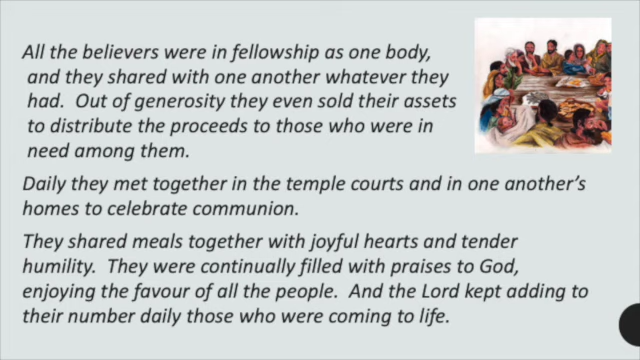 All the believers were in fellowship as one body,
and they shared with one another whatever they
had.  Out of generosity they even sold their assets
to distribute the proceeds to those who were in
need among them.
Daily they met together in the temple courts and in one another’s
homes to celebrate communion.
They shared meals together with joyful hearts and tender
humility.  They were continually filled with praises to God,
enjoying the favour of all the people.  And the Lord kept adding to
their number daily those who were coming to life.